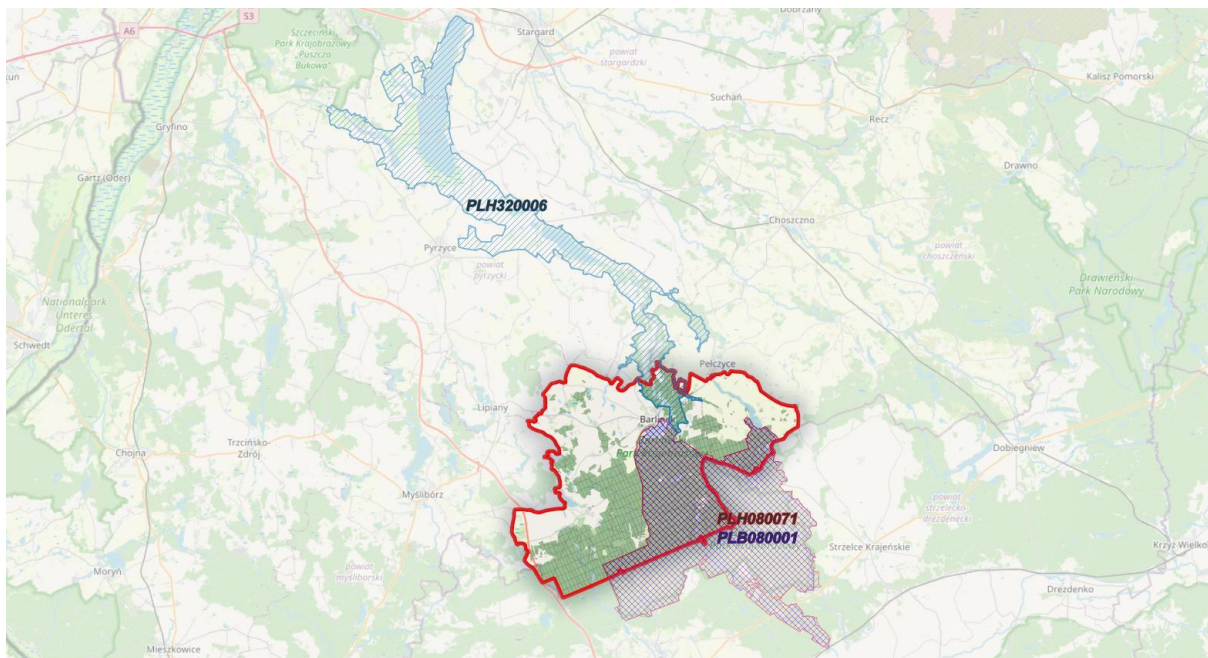 Dobrzany
S3
A6
Stargard
Szczeciński
Park Krajobrazowy
"Puszcza
Bukowa"
powiat
stargardzki
Kalisz Pomorski
Suchań
Recz
Gryfino
Drawno
Gartz (Oder)
PLH320006
Choszczno
Pyrzyce
powiat
choszczeński
powiat
pyrzycki
Drawieński
Park Narodowy
Nationalpark
Unteres
Odertal
Schwedt
Pełczyce
Lipiany
Trzcińsko-
Zdrój
Dobiegniew
Chojna
Myślibórz
powiat
strzelecko-
drezdenecki
PLH080071
PLB080001
Strzelce Krajeńskie
Krzyż Wielko
Moryń
powiat
myśliborski
Drezdenko
Mieszkowice